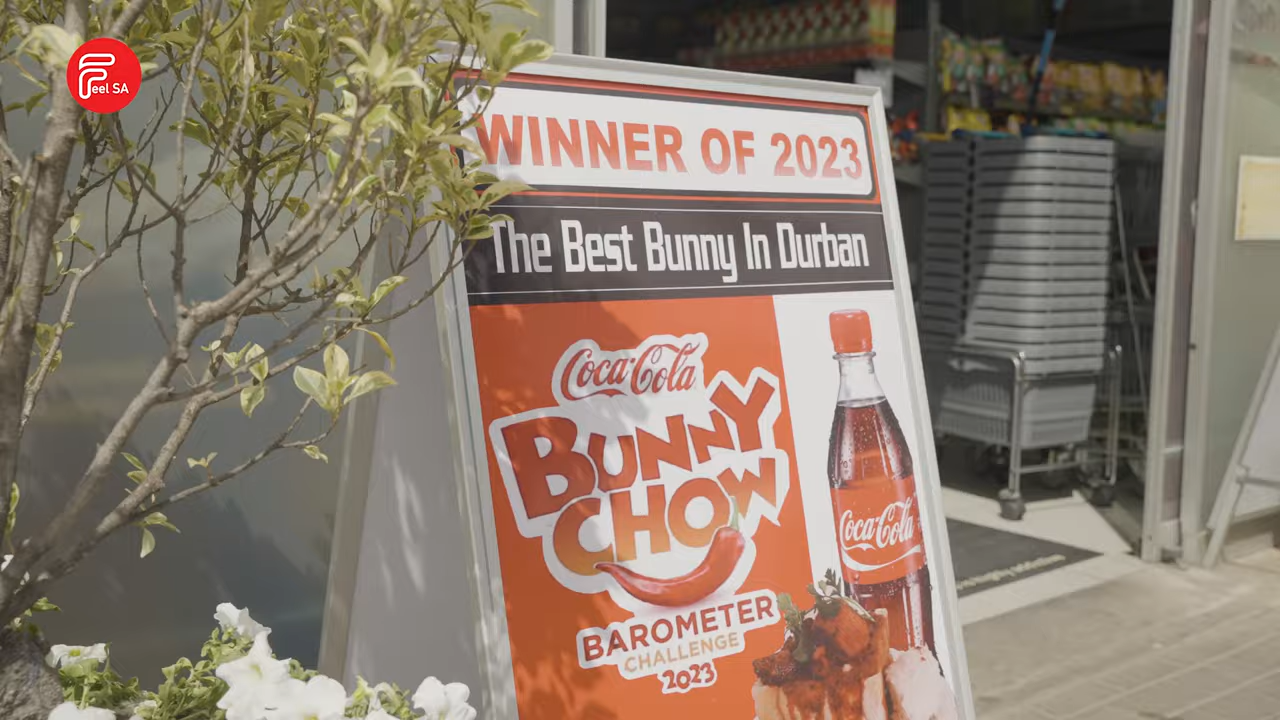 Feel SA
WINNER OF 2023
The Best Bunny In Durban
Coca-Cola
BUNNY
CHOW
BAROMETER
CHALLENGE
2023
Coca-Cola